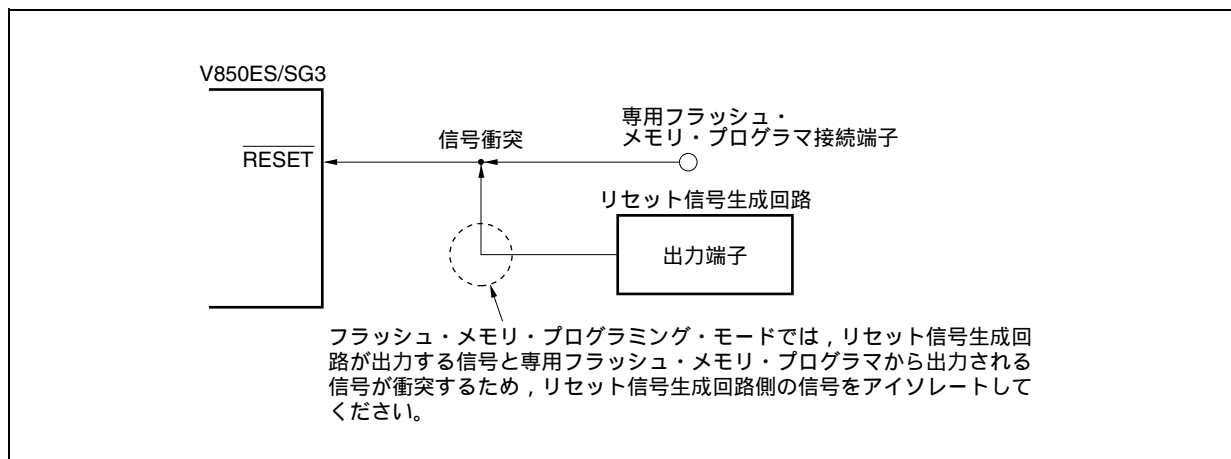 V850ES/SG3
RESET
信号衝突
専用フラッシュ・
メモリ・プログラマ接続端子
リセット信号生成回路
出力端子
フラッシュ・メモリ・プログラミング・モードでは，リセット信号生成回
路が出力する信号と専用フラッシュ・メモリ・プログラマから出力される
信号が衝突するため，リセット信号生成回路側の信号をアイソレートして
ください。